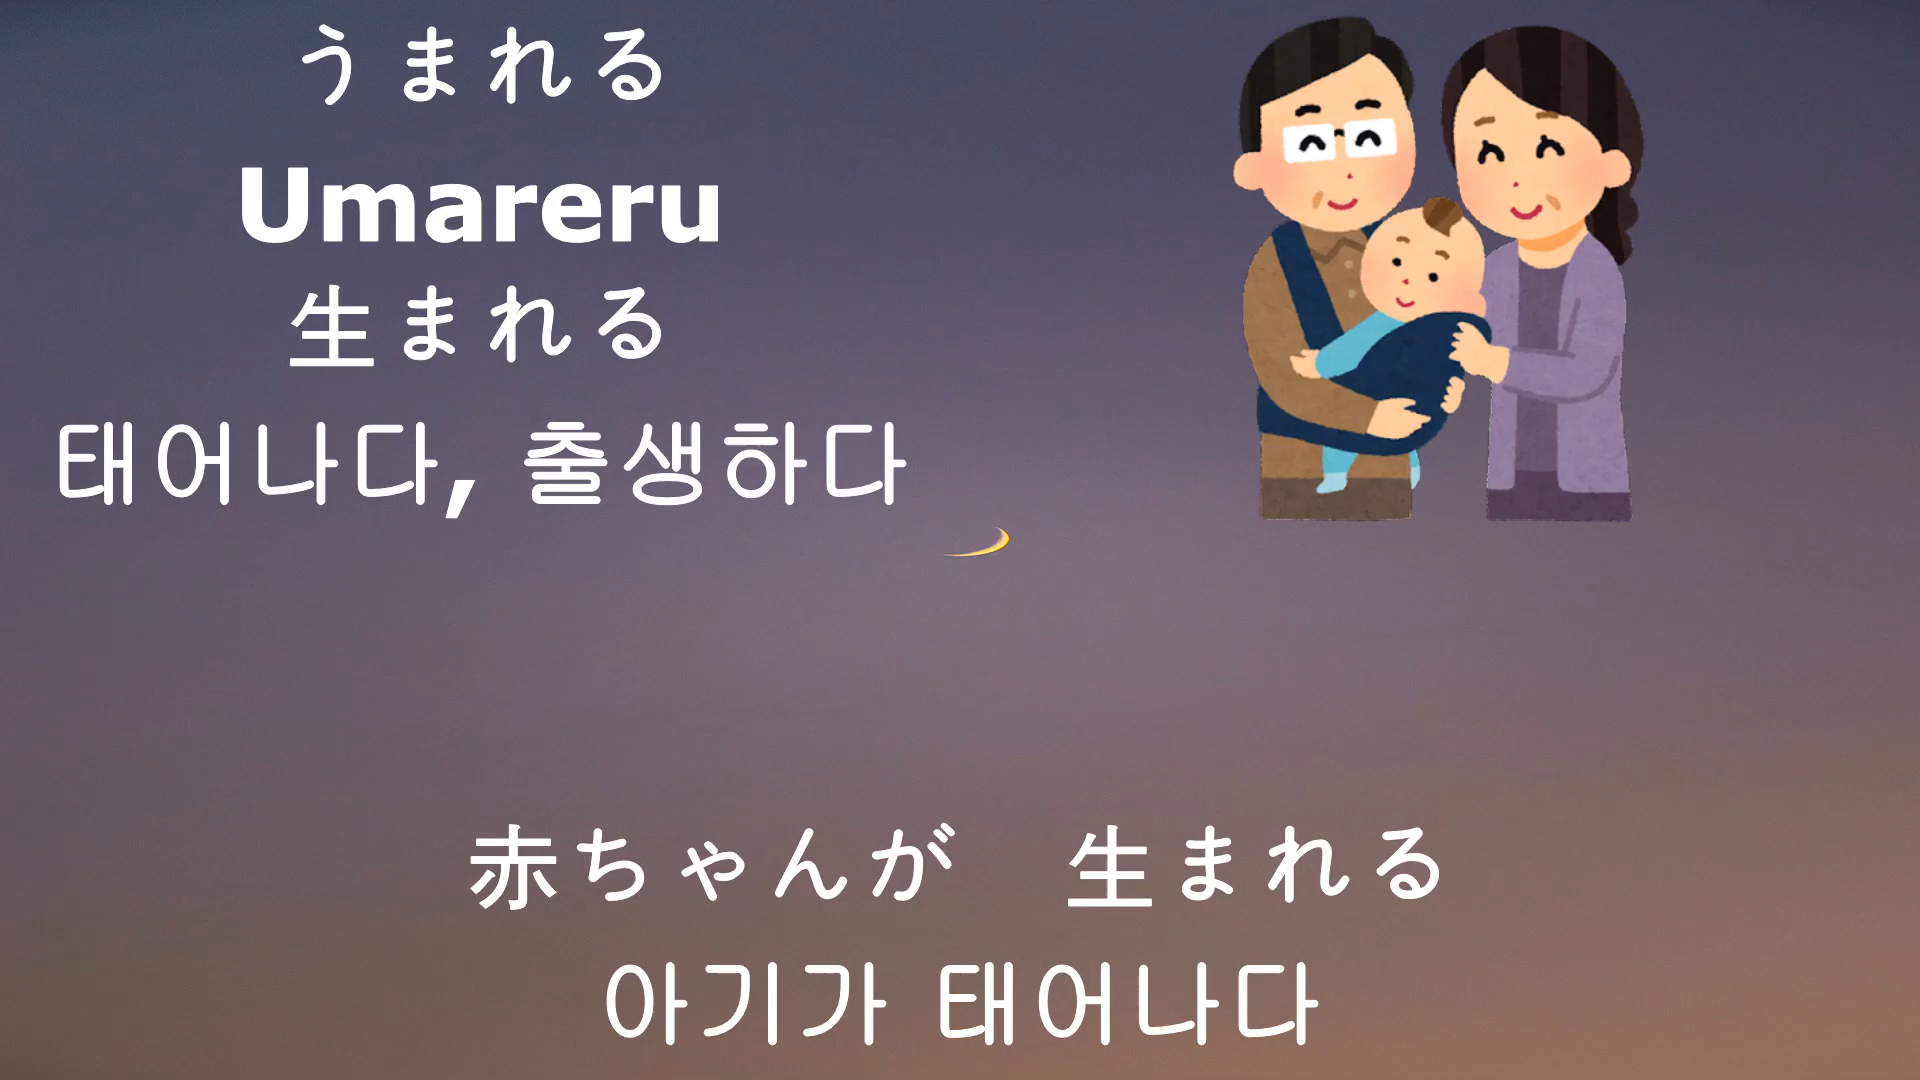 うまれる
Umareru
生まれる
태어나다, 출생하다
赤ちゃんが　生まれる
아기가 태어나다